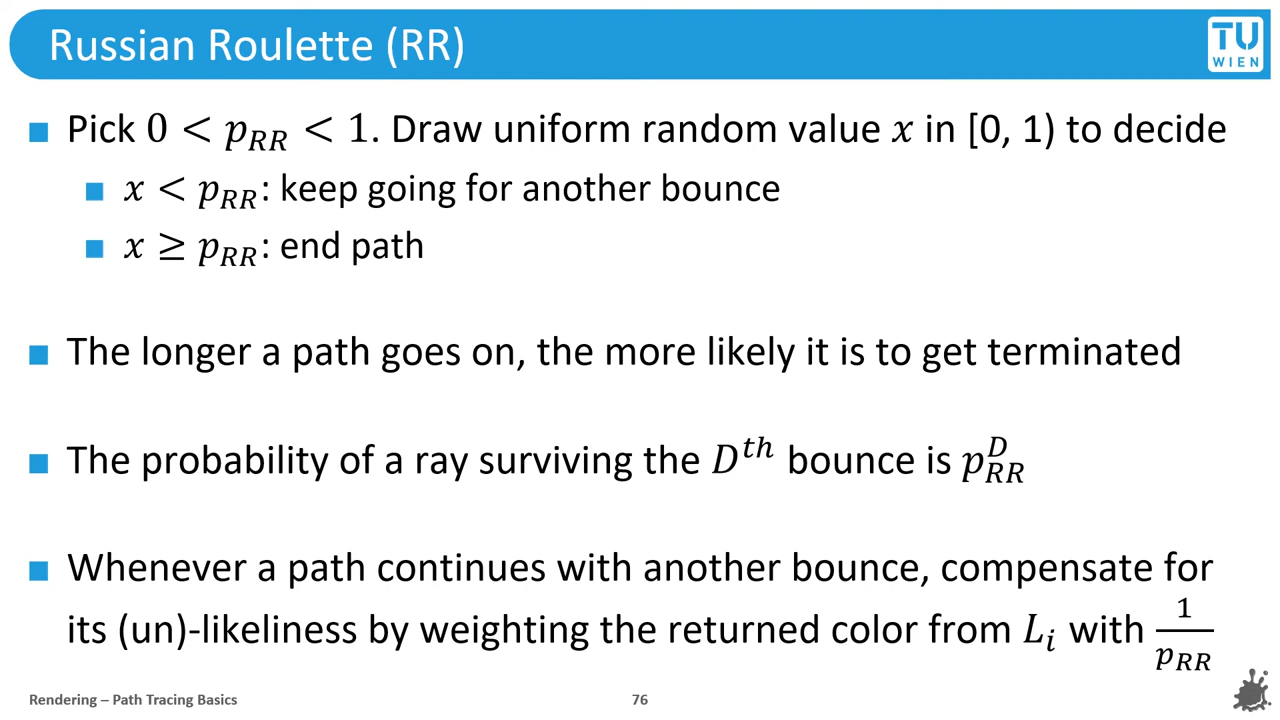 Russian Roulette (RR)
TU
WIEN
Pick 0 < p_RR < 1. Draw uniform random value x in [0, 1) to decide
x < p_RR: keep going for another bounce
x ≥ p_RR: end path
The longer a path goes on, the more likely it is to get terminated
The probability of a ray surviving the D^th bounce is p_RR^D
Whenever a path continues with another bounce, compensate for
its (un)-likeliness by weighting the returned color from L_i with 1/p_RR
Rendering – Path Tracing Basics
76